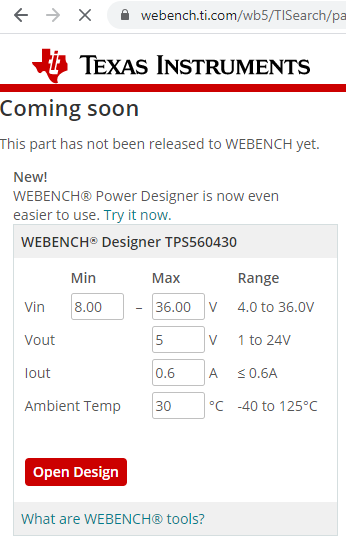 webench.ti.com/wb5/TISearch/pa
TEXAS INSTRUMENTS
Coming soon
This part has not been released to WEBENCH yet.
New!
WEBENCH® Power Designer is now even
easier to use. Try it now.
WEBENCH® Designer TPS560430
Min Max Range
Vin 8.00 – 36.00 V 4.0 to 36.0V
Vout 5 V 1 to 24V
Iout 0.6 A ≤ 0.6A
Ambient Temp 30 °C -40 to 125°C
Open Design
What are WEBENCH® tools?